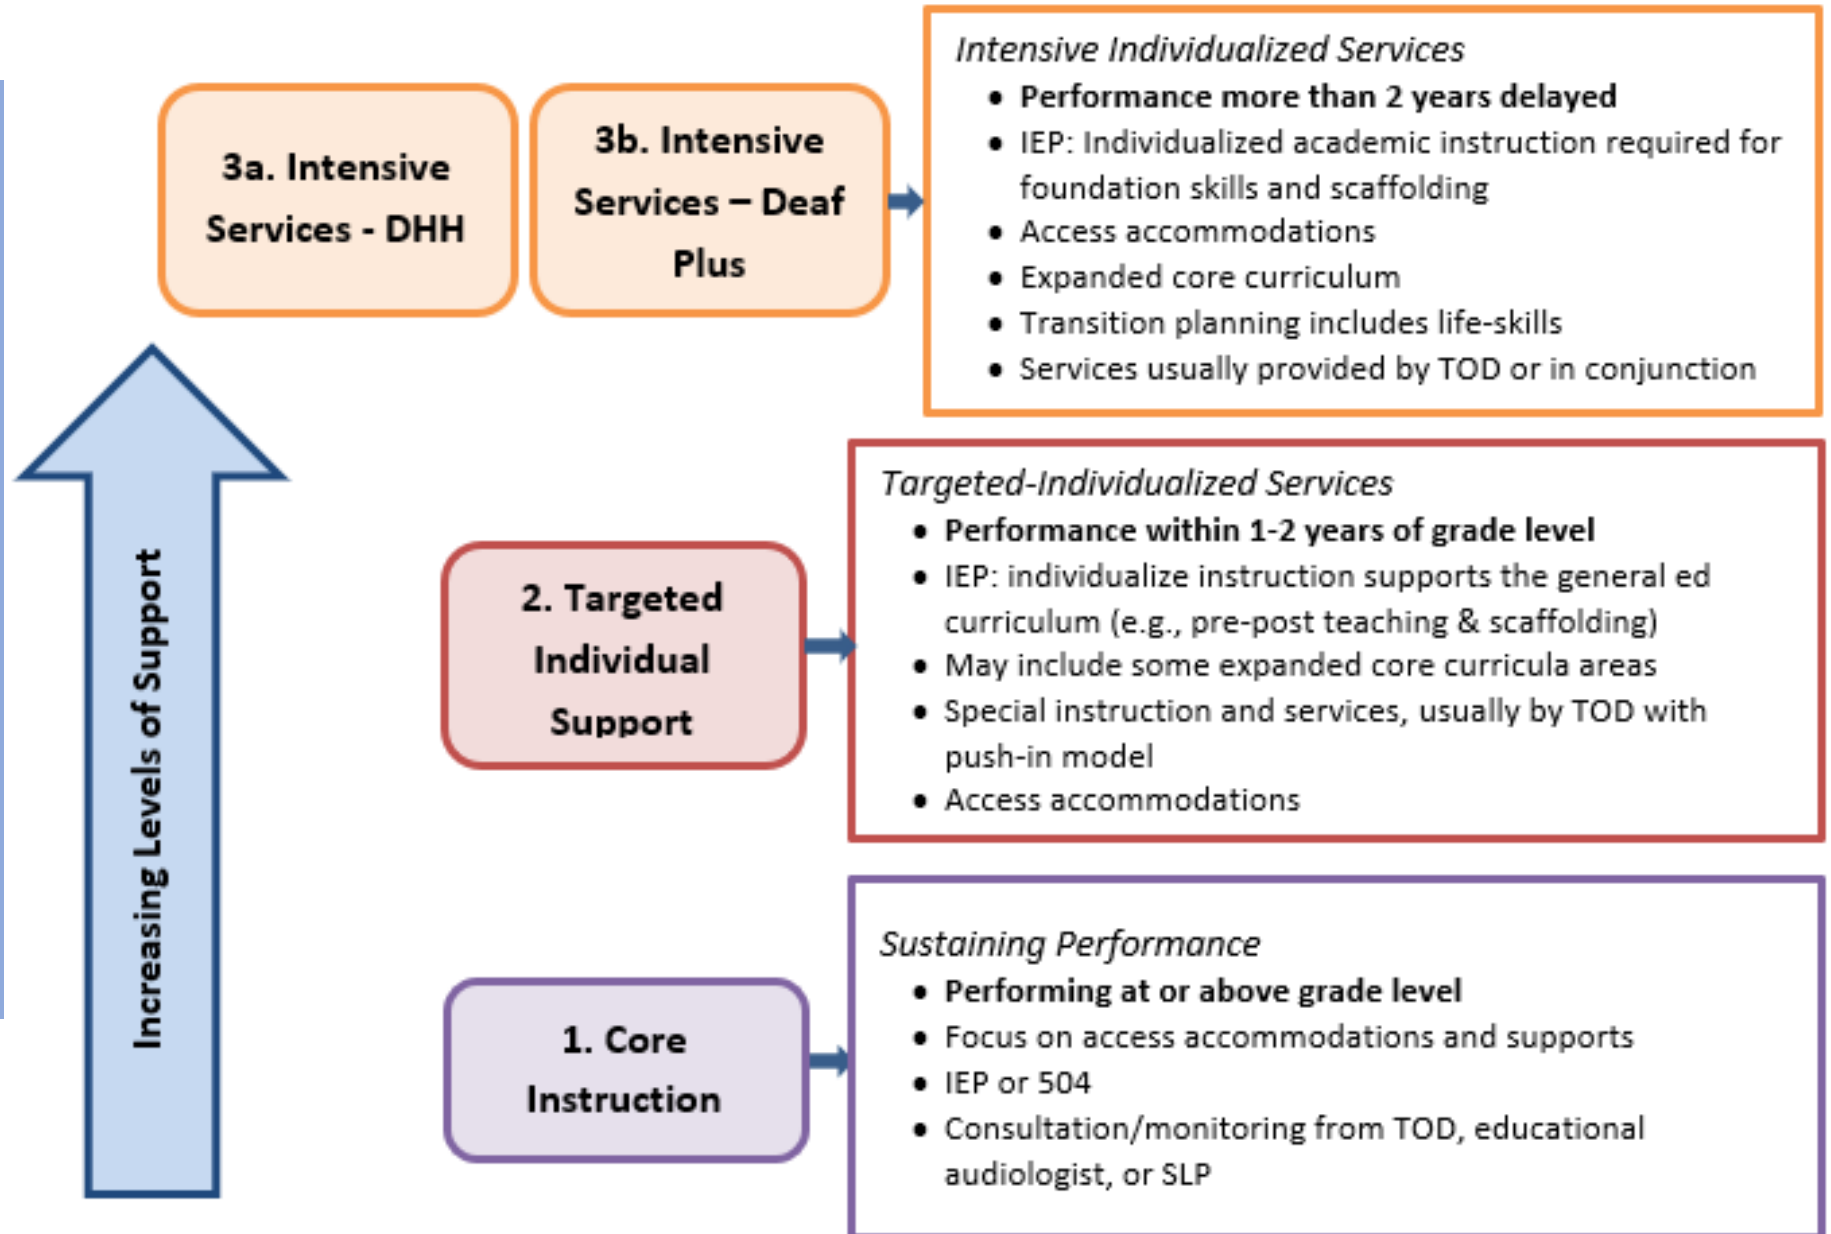 3a. Intensive
Services - DHH
3b. Intensive
Services – Deaf
Plus
Intensive Individualized Services
• Performance more than 2 years delayed
• IEP: Individualized academic instruction required for
foundation skills and scaffolding
• Access accommodations
• Expanded core curriculum
• Transition planning includes life-skills
• Services usually provided by TOD or in conjunction
Increasing Levels of Support
2. Targeted
Individual
Support
Targeted-Individualized Services
• Performance within 1-2 years of grade level
• IEP: individualize instruction supports the general ed
curriculum (e.g., pre-post teaching & scaffolding)
• May include some expanded core curricula areas
• Special instruction and services, usually by TOD with
push-in model
• Access accommodations
1. Core
Instruction
Sustaining Performance
• Performing at or above grade level
• Focus on access accommodations and supports
• IEP or 504
• Consultation/monitoring from TOD, educational
audiologist, or SLP